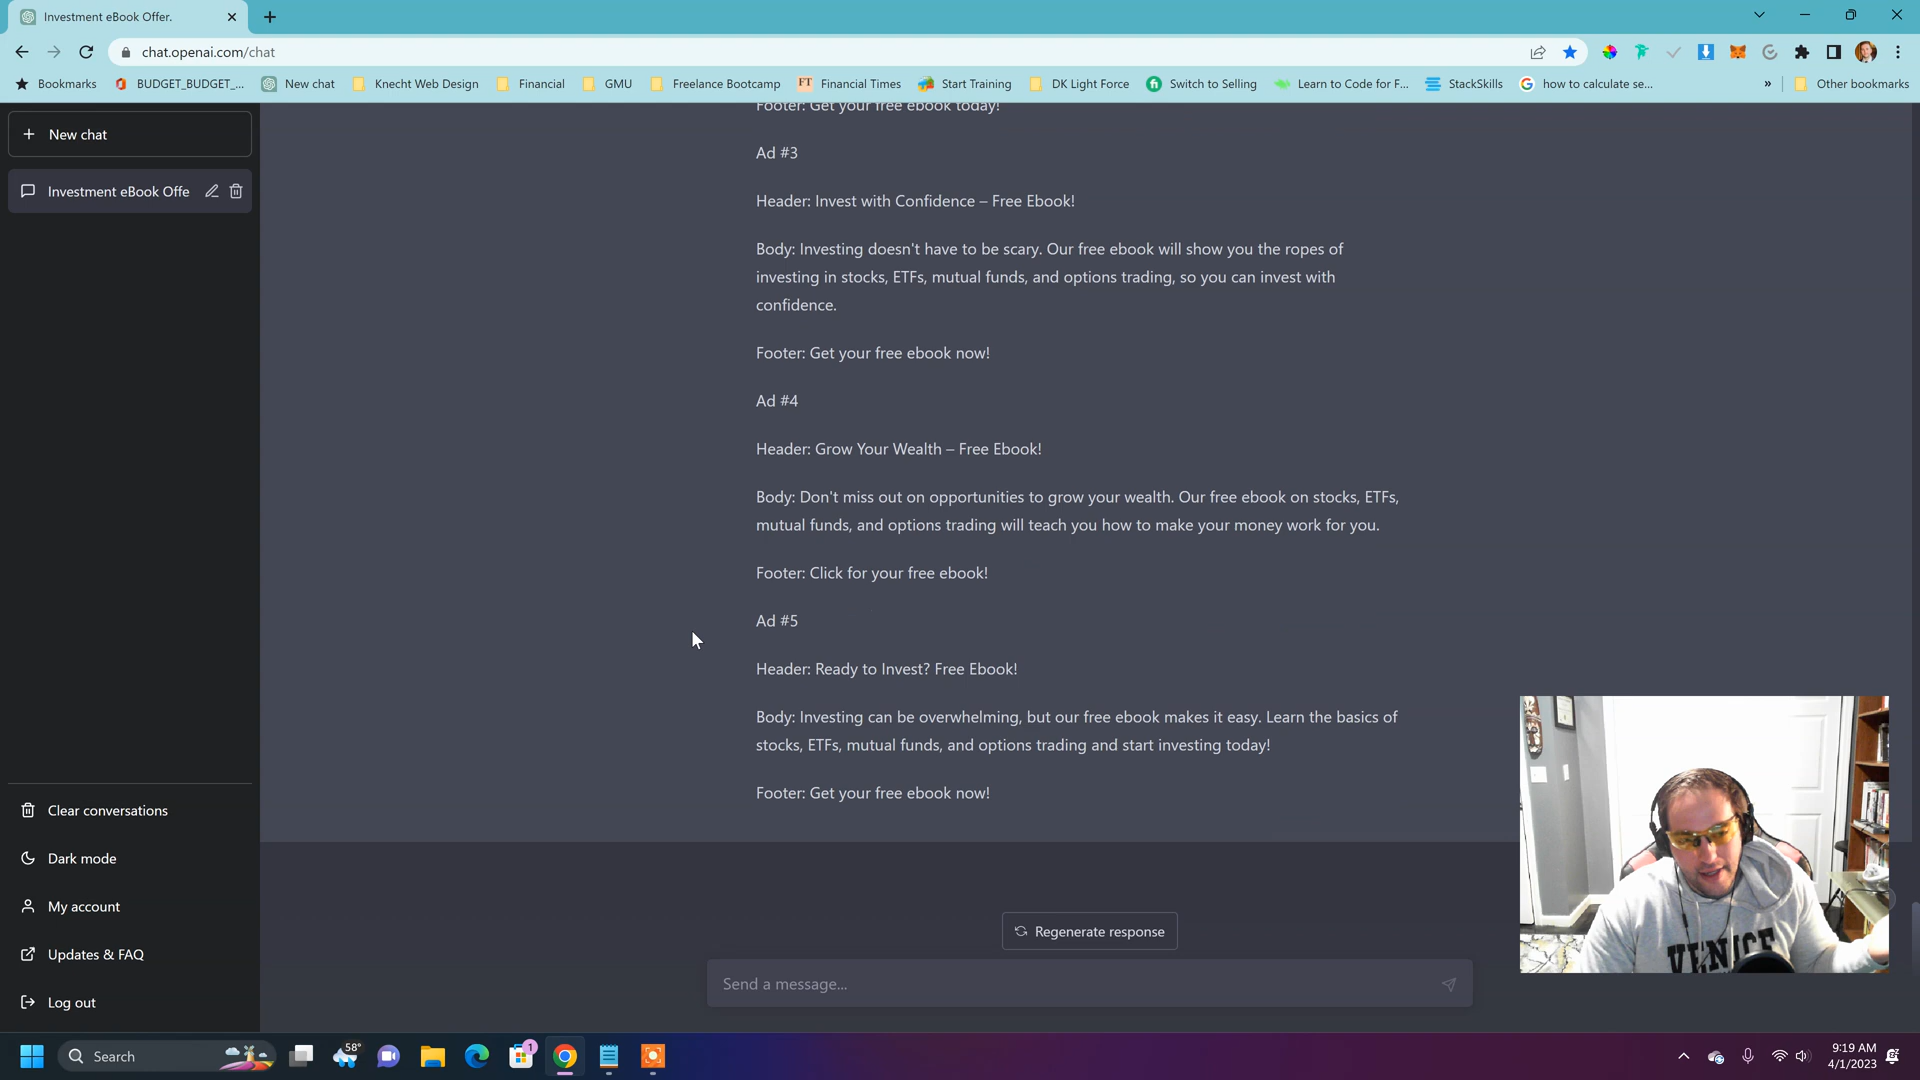 Investment eBook Offer.
chat.openai.com/chat
Bookmarks
BUDGET_BUDGET_...
New chat
Knecht Web Design
Financial
GMU
Freelance Bootcamp
FT
Financial Times
Start Training
DK Light Force
Switch to Selling
Learn to Code for F...
StackSkills
how to calculate se...
»
Other bookmarks
New chat
Investment eBook Offe
Footer: Get your free ebook today!
Ad #3
Header: Invest with Confidence – Free Ebook!
Body: Investing doesn't have to be scary. Our free ebook will show you the ropes of
investing in stocks, ETFs, mutual funds, and options trading, so you can invest with
confidence.
Footer: Get your free ebook now!
Ad #4
Header: Grow Your Wealth – Free Ebook!
Body: Don't miss out on opportunities to grow your wealth. Our free ebook on stocks, ETFs,
mutual funds, and options trading will teach you how to make your money work for you.
Footer: Click for your free ebook!
Ad #5
Header: Ready to Invest? Free Ebook!
Body: Investing can be overwhelming, but our free ebook makes it easy. Learn the basics of
stocks, ETFs, mutual funds, and options trading and start investing today!
Footer: Get your free ebook now!
Clear conversations
Dark mode
My account
Updates & FAQ
Log out
Regenerate response
Send a message...
VENICE
Search
58°
1
9:19 AM
4/1/2023